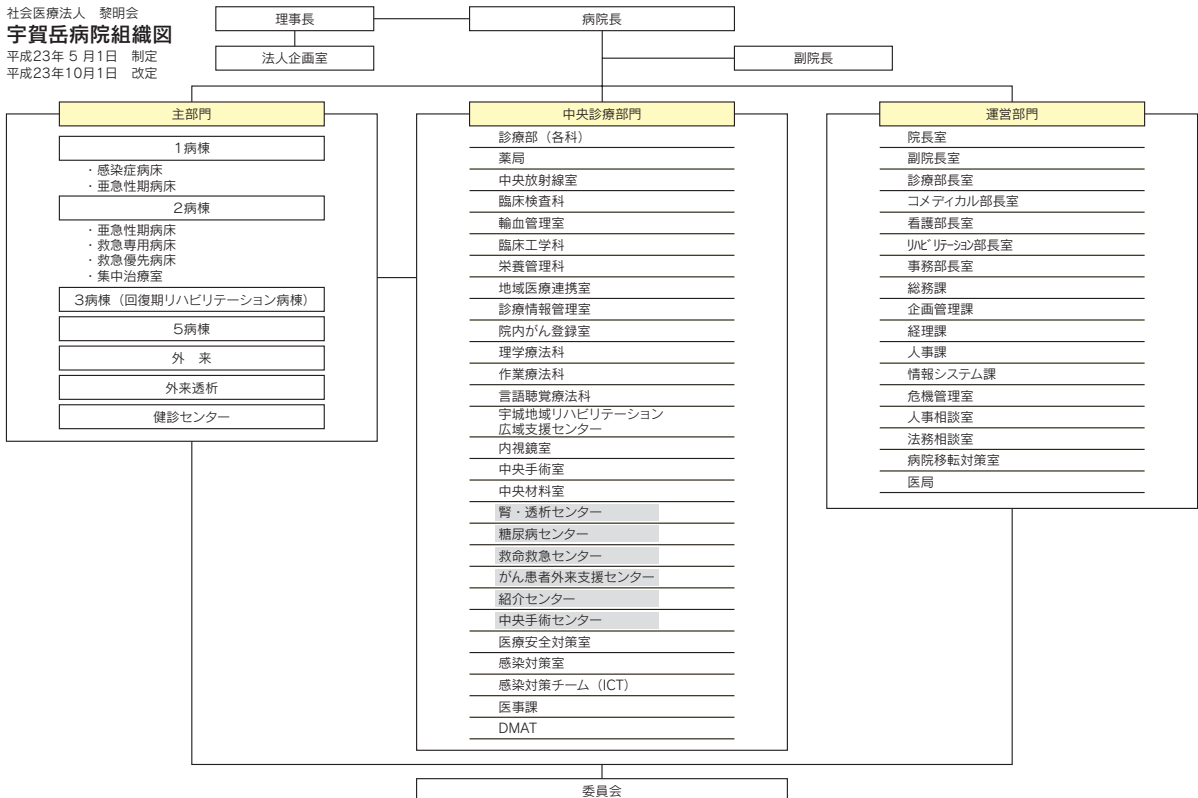 社会医療法人　黎明会
宇賀岳病院組織図
平成23年 5 月1日　制定
平成23年10月1日　改定
理事長
病院長
法人企画室
副院長
主部門
1病棟
・感染症病床
・亜急性期病床
2病棟
・亜急性期病床
・救急専用病床
・救急優先病床
・集中治療室
3病棟（回復期リハビリテーション病棟）
5病棟
外　来
外来透析
健診センター
中央診療部門
診療部（各科）
薬局
中央放射線室
臨床検査科
輸血管理室
臨床工学科
栄養管理科
地域医療連携室
診療情報管理室
院内がん登録室
理学療法科
作業療法科
言語聴覚療法科
宇城地域リハビリテーション
広域支援センター
内視鏡室
中央手術室
中央材料室
腎・透析センター
糖尿病センター
救命救急センター
がん患者外来支援センター
紹介センター
中央手術センター
医療安全対策室
感染対策室
感染対策チーム（ICT）
医事課
DMAT
運営部門
院長室
副院長室
診療部長室
コメディカル部長室
看護部長室
ﾘﾊﾋﾞﾘﾃｰｼｮﾝ部長室
事務部長室
総務課
企画管理課
経理課
人事課
情報システム課
危機管理室
人事相談室
法務相談室
病院移転対策室
医局
委員会